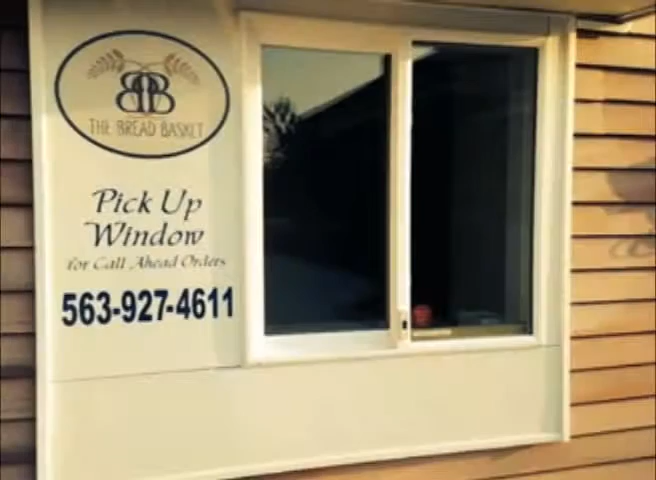 BB
THE BREAD BASKET
Pick Up
Window
for Call Ahead Orders
563-927-4611